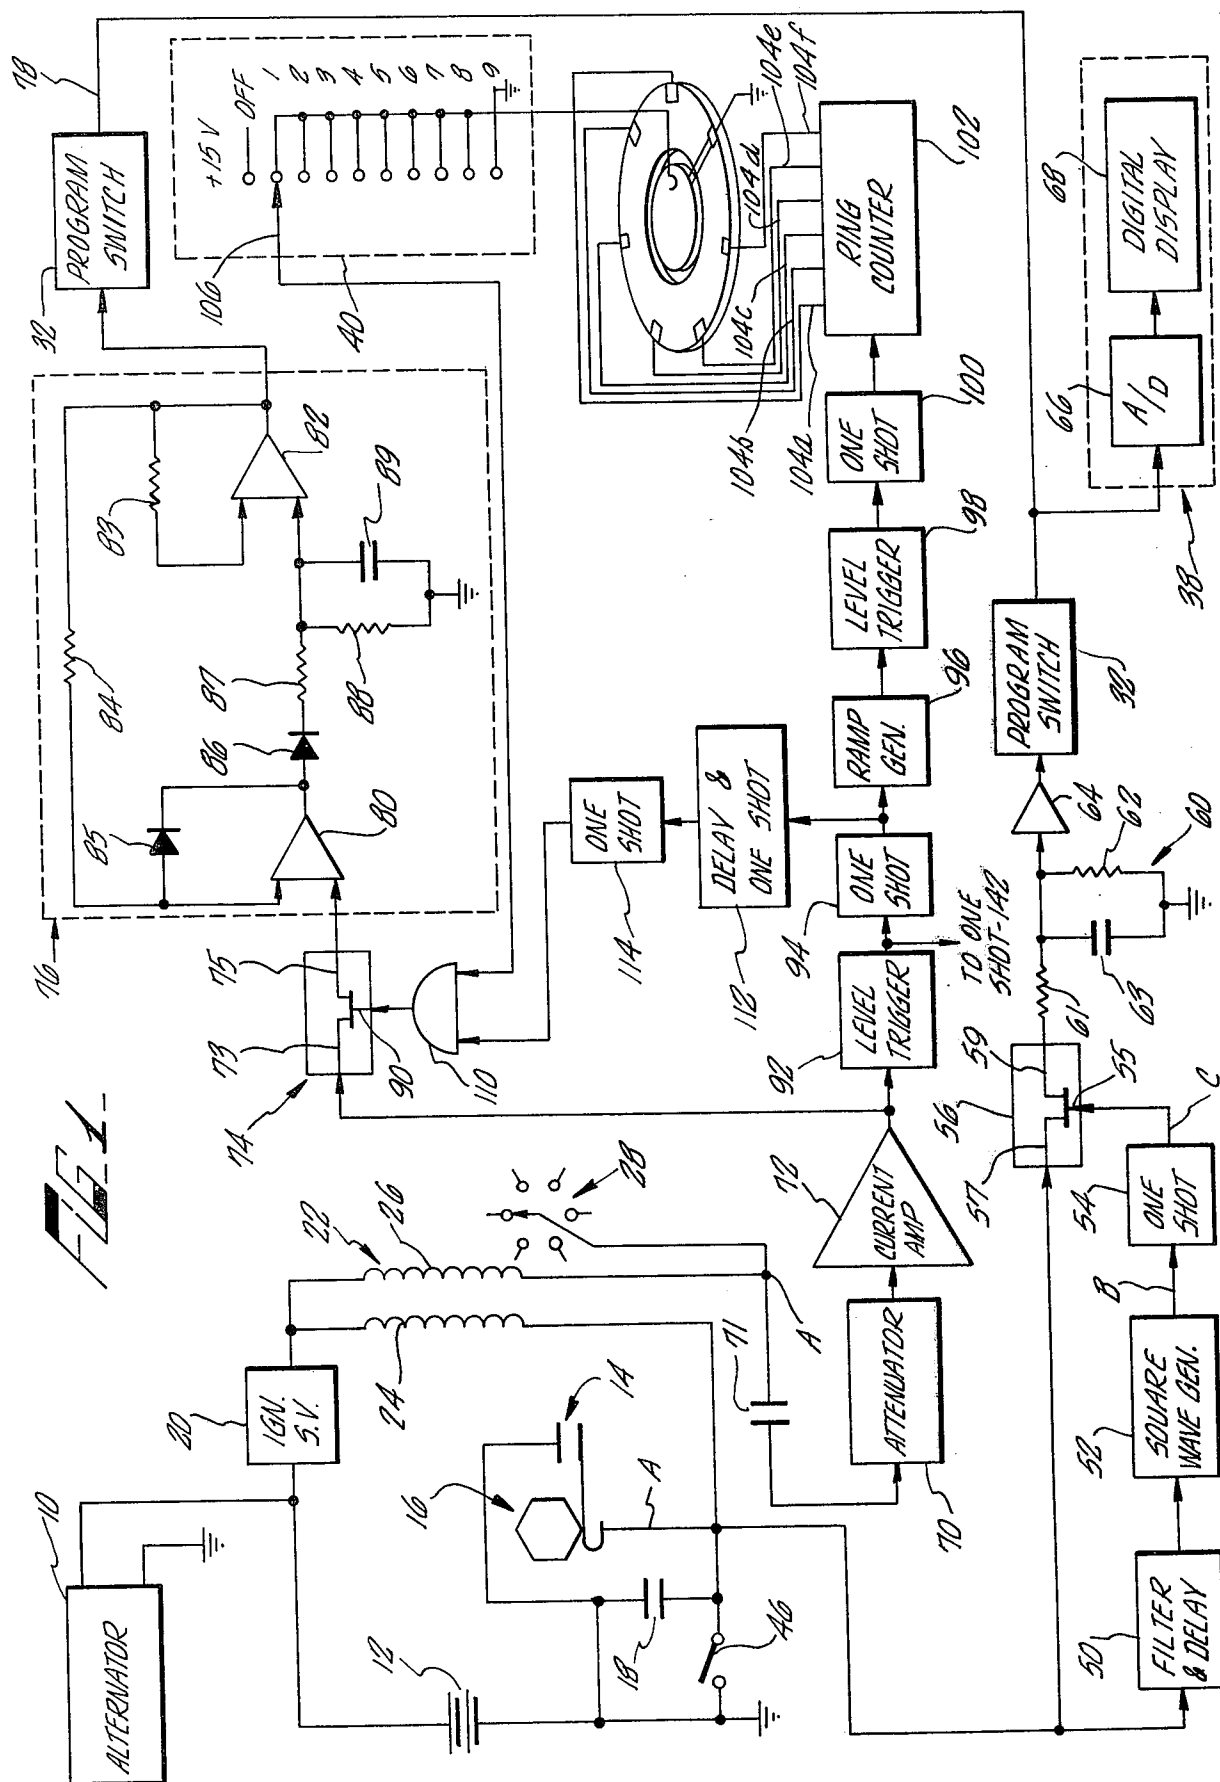 FIG. 1.
10
ALTERNATOR
12
14
16
18
46
A
20
IGN.
S.V.
22
24
26
28
A
71
70
ATTENUATOR
72
CURRENT
AMP
74
73
75
90
110
76
80
82
83
84
85
86
87
88
89
32
PROGRAM
SWITCH
78
+15 V
OFF
1
2
3
4
5
6
7
8
9
106
40
92
LEVEL
TRIGGER
TO ONE
SHOT-142
94
ONE
SHOT
112
DELAY &
ONE SHOT
114
ONE
SHOT
96
RAMP
GEN.
98
LEVEL
TRIGGER
100
ONE
SHOT
102
RING
COUNTER
104a
104b
104c
104d
104e
104f
50
FILTER
& DELAY
52
SQUARE
WAVE GEN.
B
54
ONE
SHOT
C
55
56
57
59
60
61
62
63
64
32
PROGRAM
SWITCH
38
66
A/D
68
DIGITAL
DISPLAY